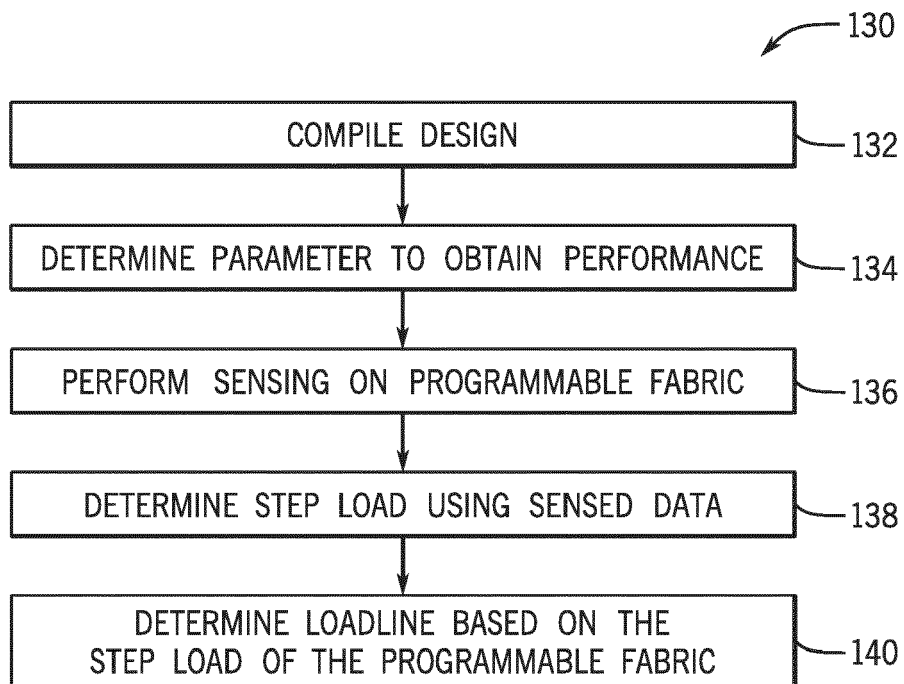 130
COMPILE DESIGN
132
DETERMINE PARAMETER TO OBTAIN PERFORMANCE
134
PERFORM SENSING ON PROGRAMMABLE FABRIC
136
DETERMINE STEP LOAD USING SENSED DATA
138
DETERMINE LOADLINE BASED ON THE
STEP LOAD OF THE PROGRAMMABLE FABRIC
140